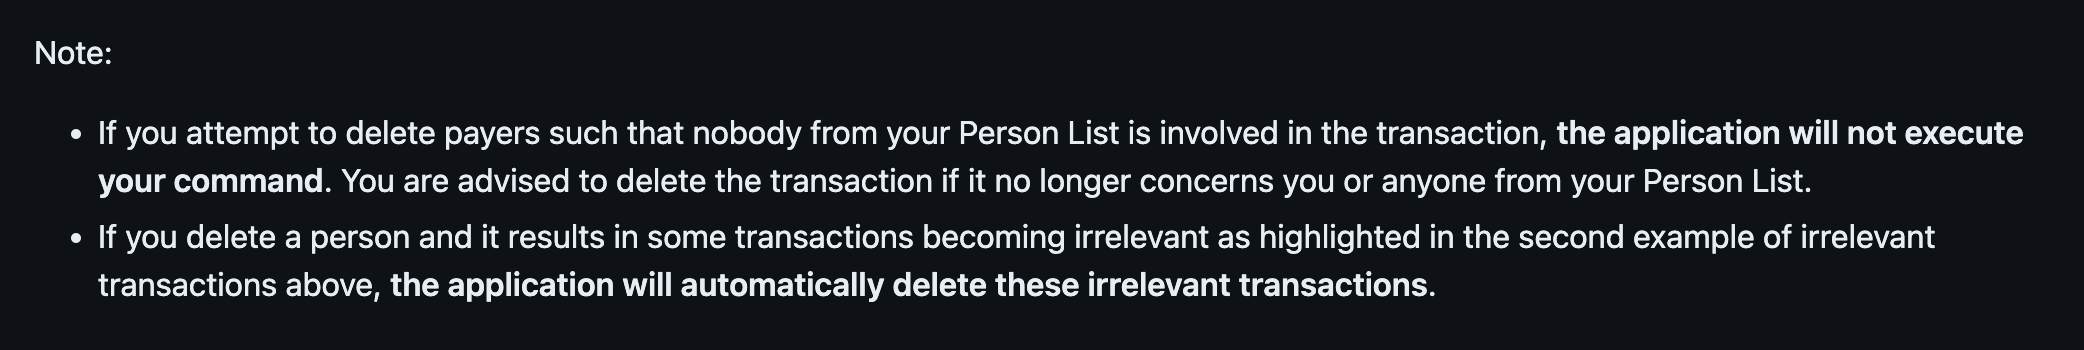 Note:
• If you attempt to delete payers such that nobody from your Person List is involved in the transaction, the application will not execute
your command. You are advised to delete the transaction if it no longer concerns you or anyone from your Person List.
• If you delete a person and it results in some transactions becoming irrelevant as highlighted in the second example of irrelevant
transactions above, the application will automatically delete these irrelevant transactions.